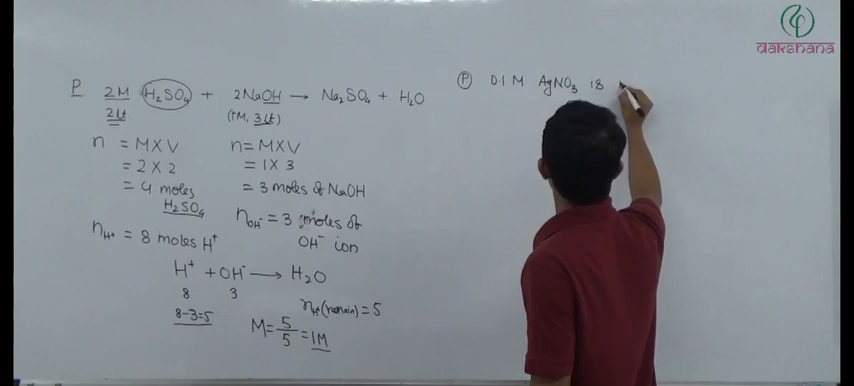 dakshana
P 2M H₂SO₄ + 2NaOH → Na₂SO₄ + H₂O
2lt (1M, 3lt)
n = M×V
= 2×2
= 4 moles
H₂SO₄
n_H⁺ = 8 moles H⁺
n = M×V
= 1×3
= 3 moles of NaOH
n_OH⁻ = 3 moles of
OH⁻ ion
H⁺ + OH⁻ → H₂O
8 3
8-3=5
n_H⁺(remain) = 5
M = 5/5 = 1M
P 0.1 M AgNO₃ is